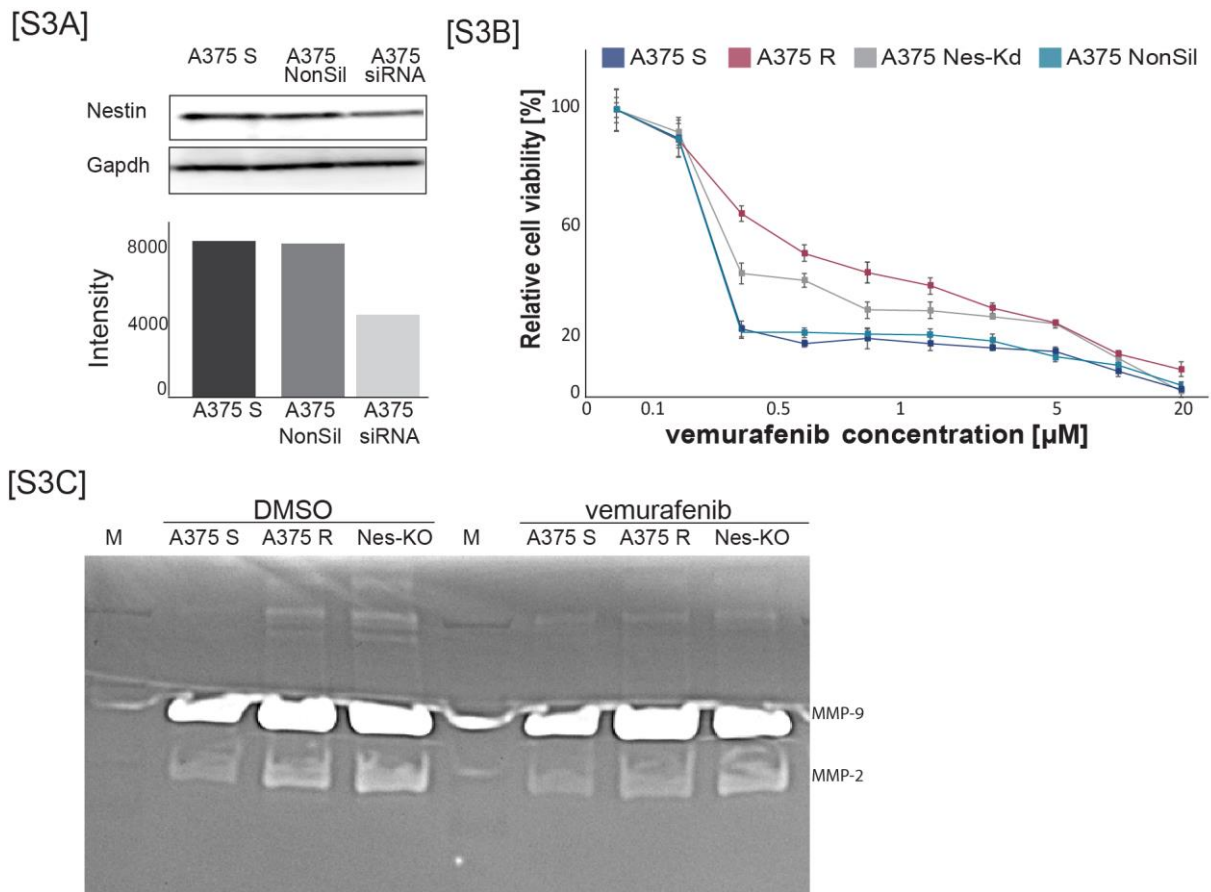 [S3A]
A375 S
A375
NonSil
A375
siRNA
Nestin
Gapdh
Intensity
8000
4000
0
A375 S
A375
NonSil
A375
siRNA
[S3B]
A375 S A375 R A375 Nes-Kd A375 NonSil
Relative cell viability [%]
100
60
20
0
0 0.1 0.5 1 5 20
vemurafenib concentration [µM]
[S3C]
DMSO vemurafenib
M A375 S A375 R Nes-KO M A375 S A375 R Nes-KO
MMP-9
MMP-2